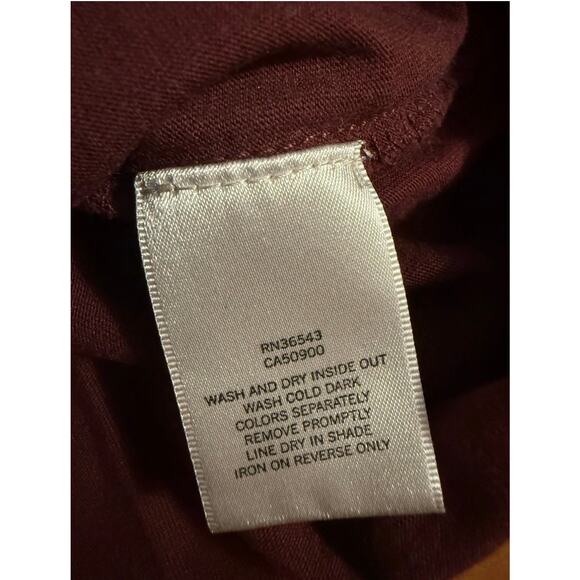 RN36543
CA50900
WASH AND DRY INSIDE OUT
WASH COLD DARK
COLORS SEPARATELY
REMOVE PROMPTLY
LINE DRY IN SHADE
IRON ON REVERSE ONLY